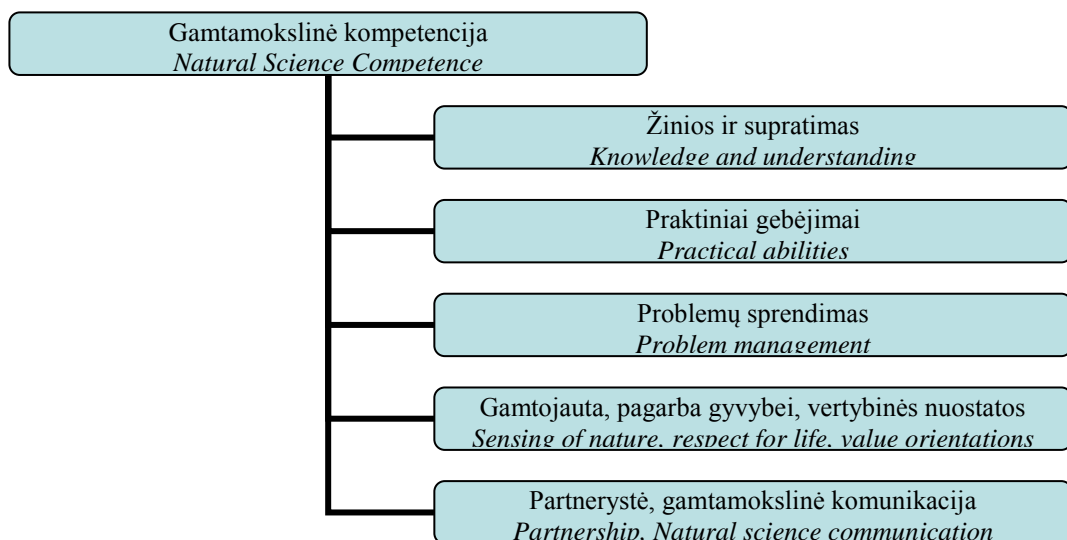 Gamtamokslinė kompetencija
Natural Science Competence
Žinios ir supratimas
Knowledge and understanding
Praktiniai gebėjimai
Practical abilities
Problemų sprendimas
Problem management
Gamtojauta, pagarba gyvybei, vertybinės nuostatos
Sensing of nature, respect for life, value orientations
Partnerystė, gamtamokslinė komunikacija
Partnership, Natural science communication